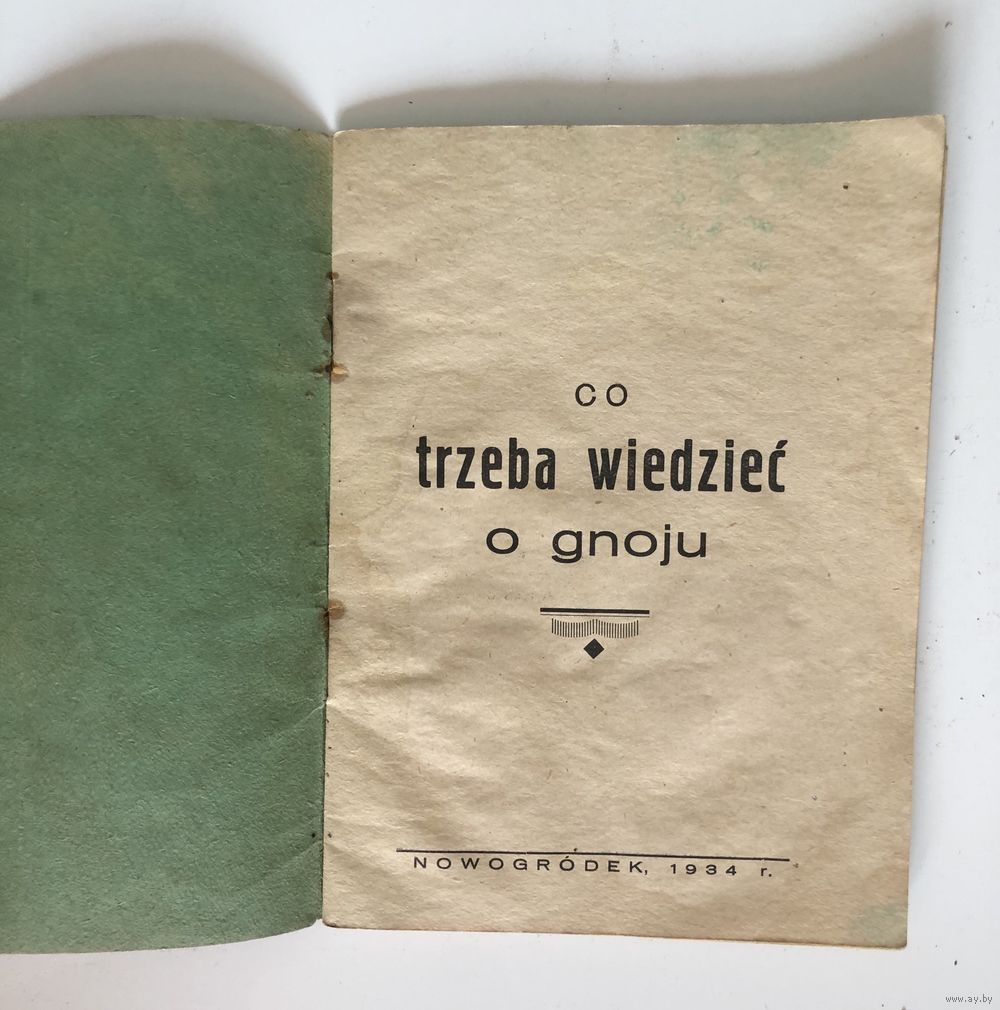 CO
trzeba wiedzieć
o gnoju
NOWOGRÓDEK, 1934 r.
www.ay.by